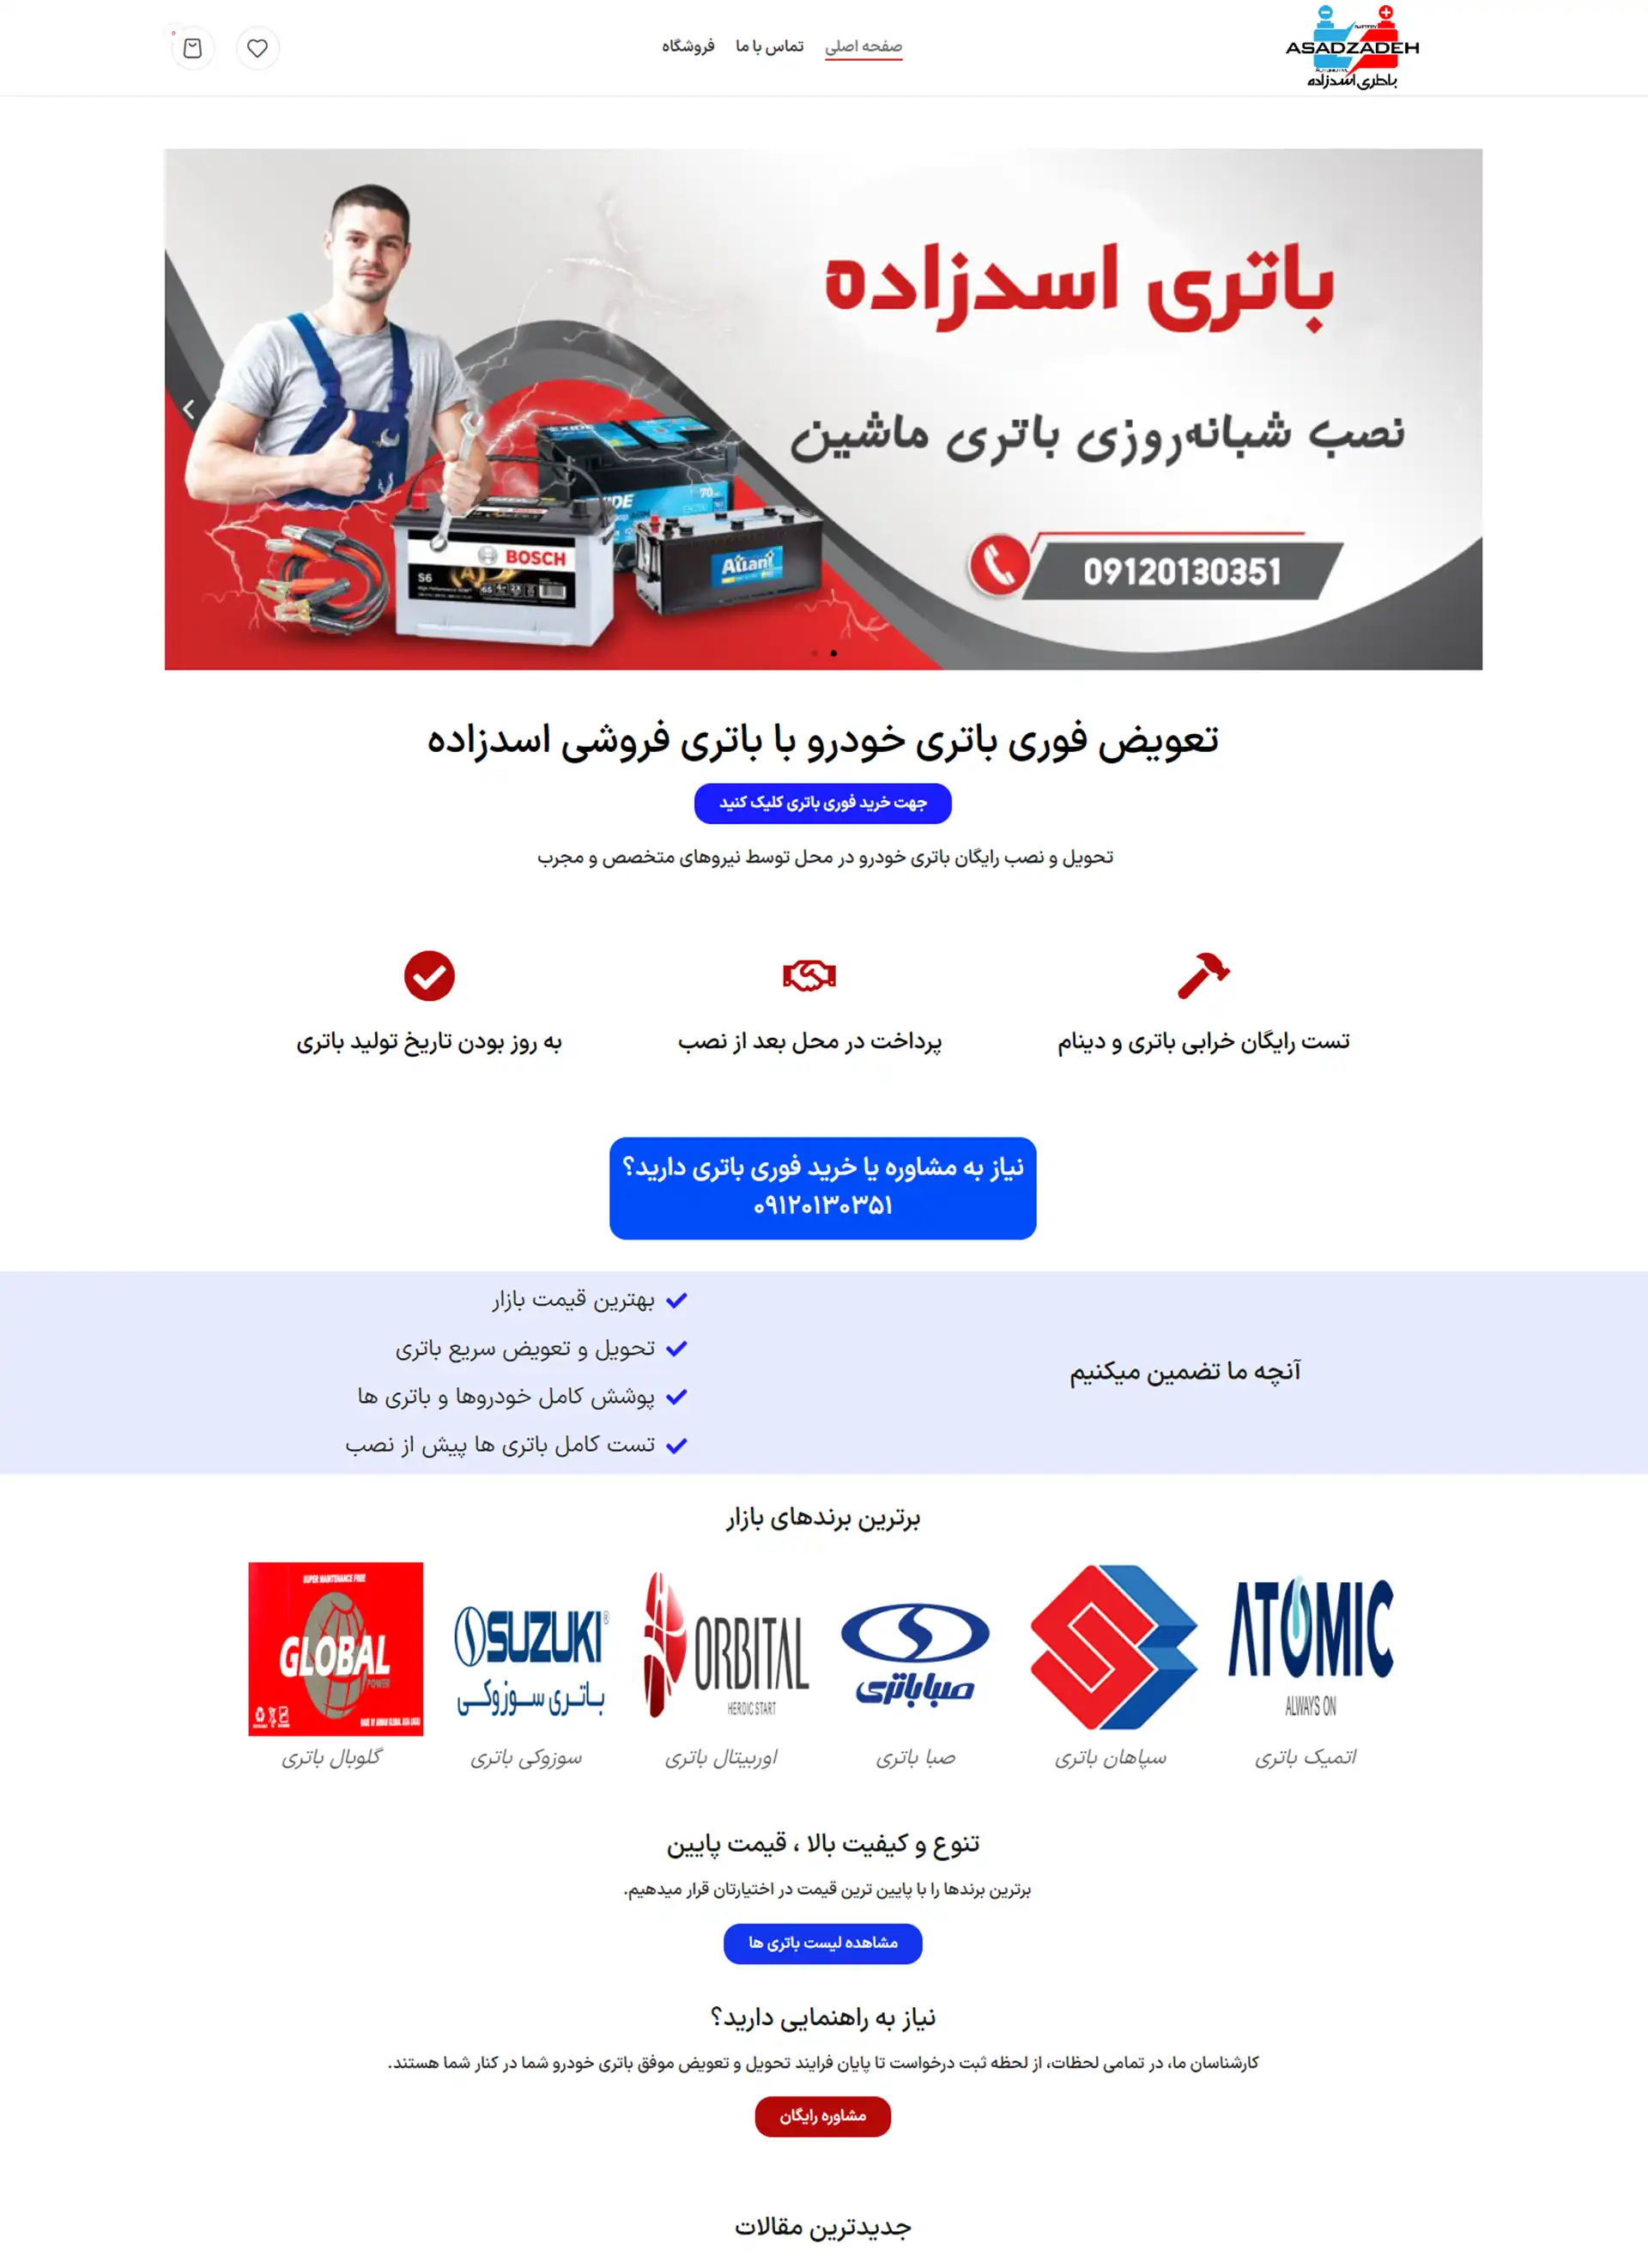 ASADZADEH
باطری اسدزاده
صفحه اصلی
تماس با ما
فروشگاه
باتری اسدزاده
نصب شبانه‌روزی باتری ماشین
09120130351
EXIDE
70
BOSCH
S6
Atlant
تعویض فوری باتری خودرو با باتری فروشی اسدزاده
جهت خرید فوری باتری کلیک کنید
تحویل و نصب رایگان باتری خودرو در محل توسط نیروهای متخصص و مجرب
تست رایگان خرابی باتری و دینام
پرداخت در محل بعد از نصب
به روز بودن تاریخ تولید باتری
نیاز به مشاوره یا خرید فوری باتری دارید؟
۰۹۱۲۰۱۳۰۳۵۱
آنچه ما تضمین میکنیم
بهترین قیمت بازار
تحویل و تعویض سریع باتری
پوشش کامل خودروها و باتری ها
تست کامل باتری ها پیش از نصب
برترین برندهای بازار
ATOMIC
ALWAYS ON
صباباتری
ORBITAL
HEROIC START
SUZUKI
باتری سوزوکی
SUPER MAINTENANCE FREE
GLOBAL
POWER
اتمیک باتری
سپاهان باتری
صبا باتری
اوربیتال باتری
سوزوکی باتری
گلوبال باتری
تنوع و کیفیت بالا ، قیمت پایین
برترین برندها را با پایین ترین قیمت در اختیارتان قرار میدهیم.
مشاهده لیست باتری ها
نیاز به راهنمایی دارید؟
کارشناسان ما، در تمامی لحظات، از لحظه ثبت درخواست تا پایان فرایند تحویل و تعویض موفق باتری خودرو شما در کنار شما هستند.
مشاوره رایگان
جدیدترین مقالات